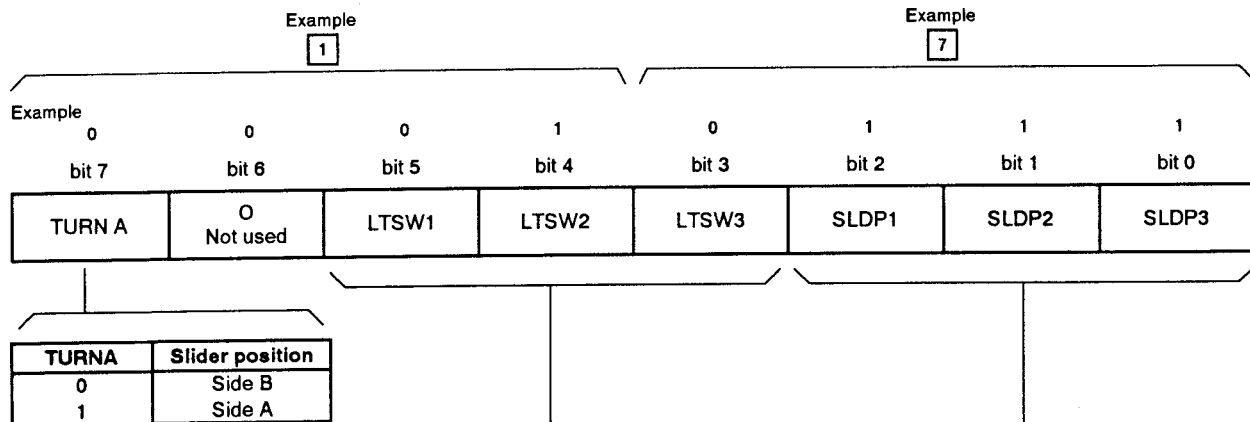 Example Example
1 7
Example
0 0 0 1 0 1 1 1
bit 7 bit 6 bit 5 bit 4 bit 3 bit 2 bit 1 bit 0
TURN A O Not used LTSW1 LTSW2 LTSW3 SLDP1 SLDP2 SLDP3
TURNA Slider position
0 Side B
1 Side A